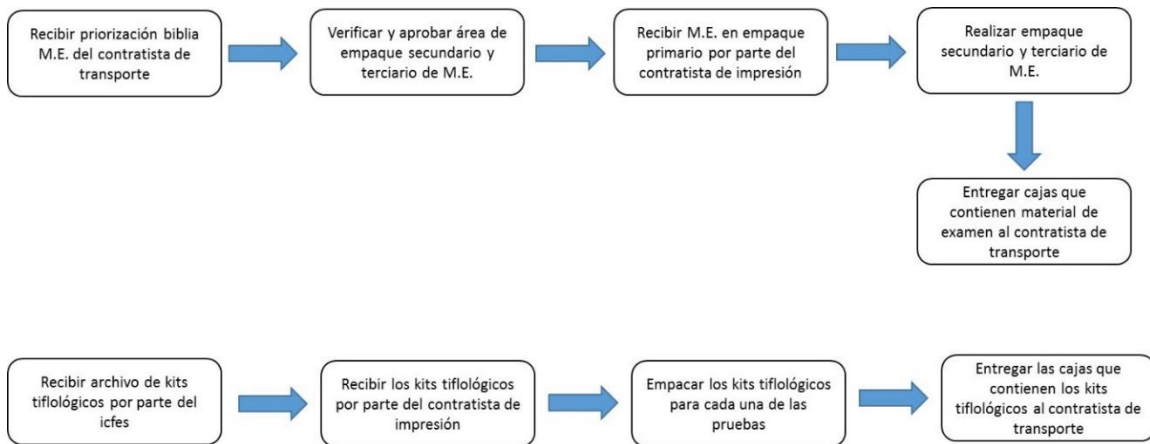 Recibir priorización biblia
M.E. del contratista de
transporte
Verificar y aprobar área de
empaque secundario y
terciario de M.E.
Recibir M.E. en empaque
primario por parte del
contratista de impresión
Realizar empaque
secundario y terciario de
M.E.
Entregar cajas que
contienen material de
examen al contratista de
transporte
Recibir archivo de kits
tiflológicos por parte del
icfes
Recibir los kits tiflológicos
por parte del contratista de
impresión
Empacar los kits tiflológicos
para cada una de las
pruebas
Entregar las cajas que
contienen los kits
tiflológicos al contratista de
transporte